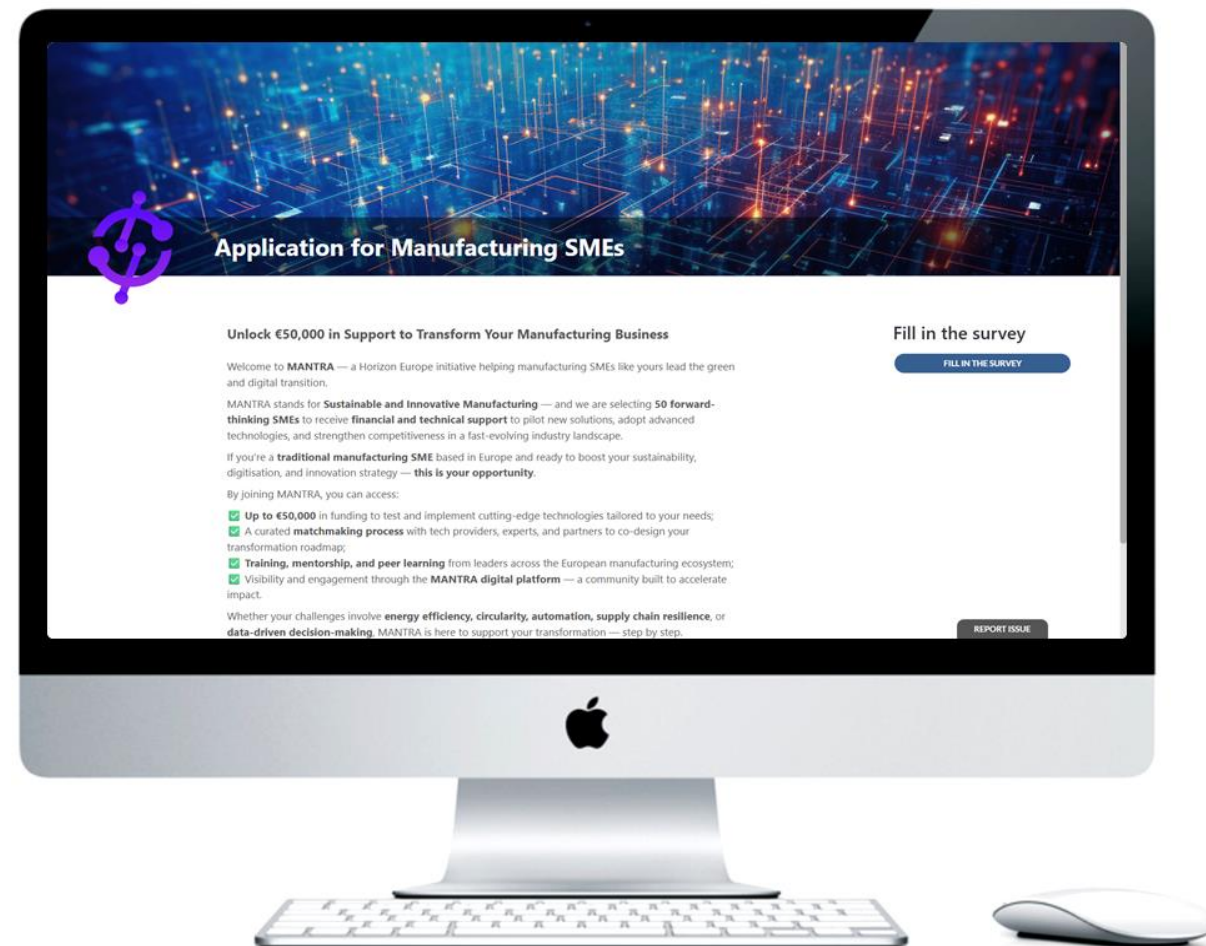 Application for Manufacturing SMEs
Unlock €50,000 in Support to Transform Your Manufacturing Business
Welcome to MANTRA — a Horizon Europe initiative helping manufacturing SMEs like yours lead the green
and digital transition.
MANTRA stands for Sustainable and Innovative Manufacturing — and we are selecting 50 forward-
thinking SMEs to receive financial and technical support to pilot new solutions, adopt advanced
technologies, and strengthen competitiveness in a fast-evolving industry landscape.
If you're a traditional manufacturing SME based in Europe and ready to boost your sustainability,
digitisation, and innovation strategy — this is your opportunity.
By joining MANTRA, you can access:
✅ Up to €50,000 in funding to test and implement cutting-edge technologies tailored to your needs;
✅ A curated matchmaking process with tech providers, experts, and partners to co-design your
transformation roadmap;
✅ Training, mentorship, and peer learning from leaders across the European manufacturing ecosystem;
✅ Visibility and engagement through the MANTRA digital platform — a community built to accelerate
impact.
Whether your challenges involve energy efficiency, circularity, automation, supply chain resilience, or
data-driven decision-making, MANTRA is here to support your transformation — step by step.
Fill in the survey
FILL IN THE SURVEY
REPORT ISSUE